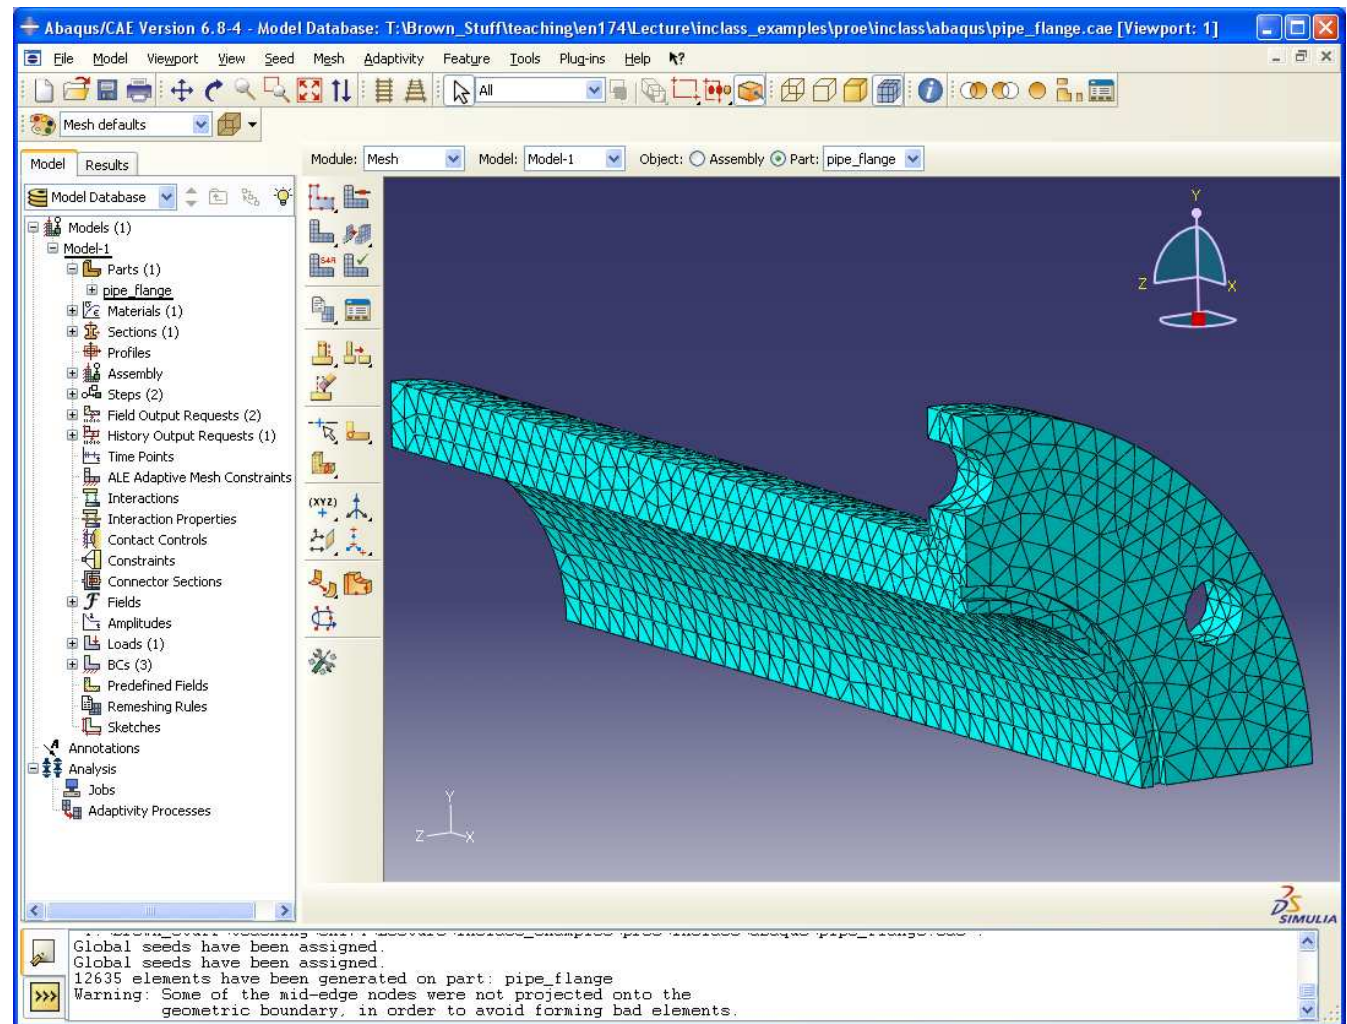 Abaqus/CAE Version 6.8-4 - Model Database: T:\Brown_Stuff\teaching\en174\Lecture\inclass_examples\proe\inclass\abaqus\pipe_flange.cae [Viewport: 1]
File Model Viewport View Seed Mesh Adaptivity Feature Tools Plug-ins Help
All
Mesh defaults
Model Results
Module: Mesh Model: Model-1 Object: Assembly Part: pipe_flange
Model Database
Models (1)
Model-1
Parts (1)
pipe_flange
Materials (1)
Sections (1)
Profiles
Assembly
Steps (2)
Field Output Requests (2)
History Output Requests (1)
Time Points
ALE Adaptive Mesh Constraints
Interactions
Interaction Properties
Contact Controls
Constraints
Connector Sections
Fields
Amplitudes
Loads (1)
BCs (3)
Predefined Fields
Remeshing Rules
Sketches
Annotations
Analysis
Jobs
Adaptivity Processes
S4R
(XYZ)
Y
Z X
Y
Z X
SIMULIA
Global seeds have been assigned.
Global seeds have been assigned.
12635 elements have been generated on part: pipe_flange
Warning: Some of the mid-edge nodes were not projected onto the
geometric boundary, in order to avoid forming bad elements.